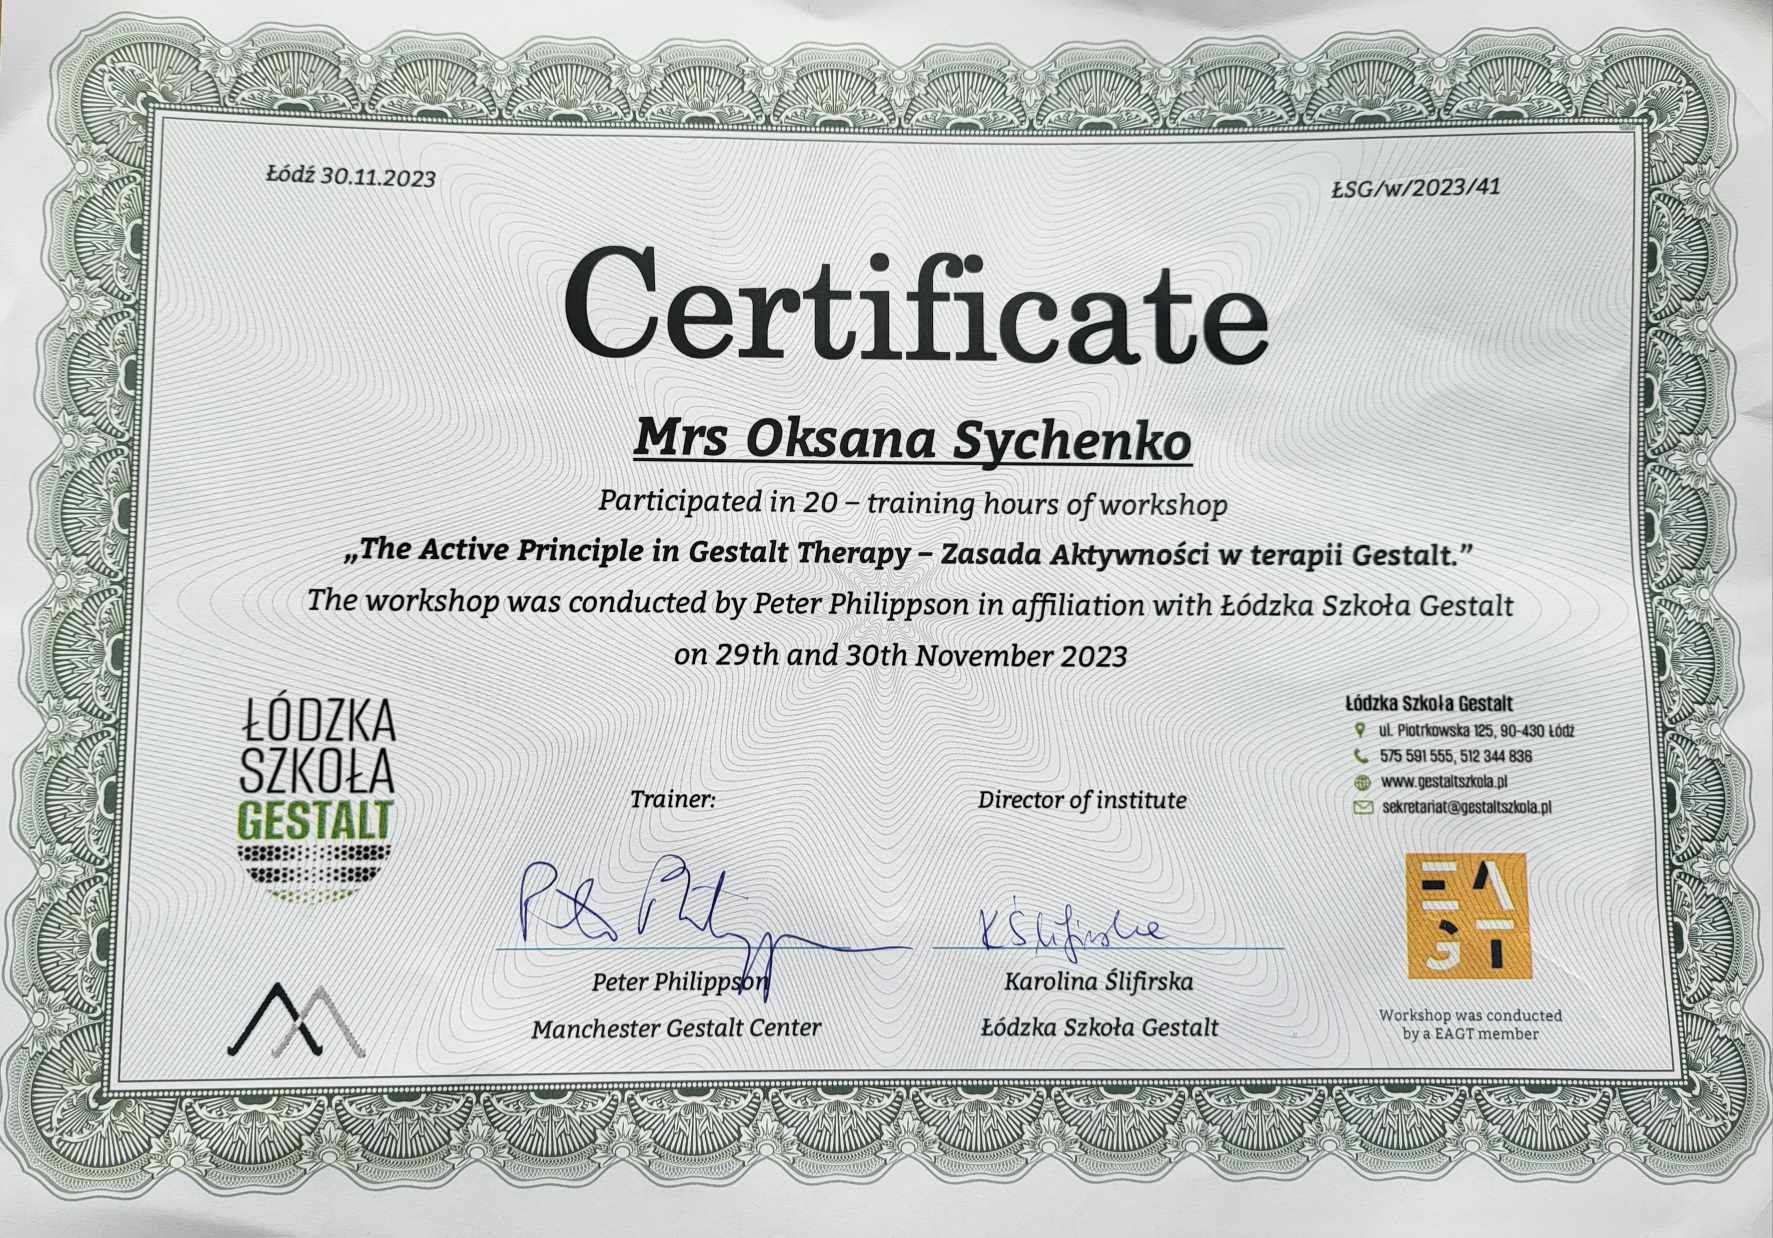 Łódź 30.11.2023
ŁSG/w/2023/41
Certificate
Mrs Oksana Sychenko
Participated in 20 – training hours of workshop
„The Active Principle in Gestalt Therapy – Zasada Aktywności w terapii Gestalt.”
The workshop was conducted by Peter Philippson in affiliation with Łódzka Szkoła Gestalt
on 29th and 30th November 2023
ŁÓDZKA
SZKOŁA
GESTALT
Łódzka Szkoła Gestalt
ul. Piotrkowska 125, 90-430 Łódź
575 591 555, 512 344 836
www.gestaltszkola.pl
sekretariat@gestaltszkola.pl
Trainer:
Director of institute
K Ślifirska
Peter Philippson
Karolina Ślifirska
Manchester Gestalt Center
Łódzka Szkoła Gestalt
EA
GT
Workshop was conducted
by a EAGT member